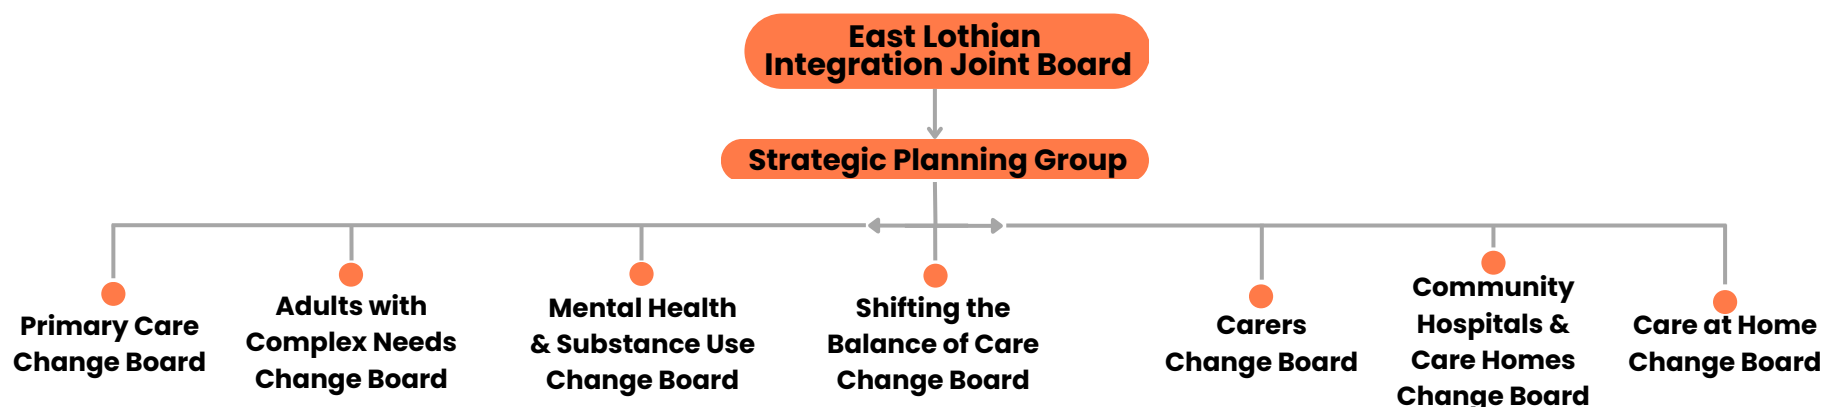 East Lothian
Integration Joint Board
Strategic Planning Group
Primary Care
Change Board
Adults with
Complex Needs
Change Board
Mental Health
& Substance Use
Change Board
Shifting the
Balance of Care
Change Board
Carers
Change Board
Community
Hospitals &
Care Homes
Change Board
Care at Home
Change Board